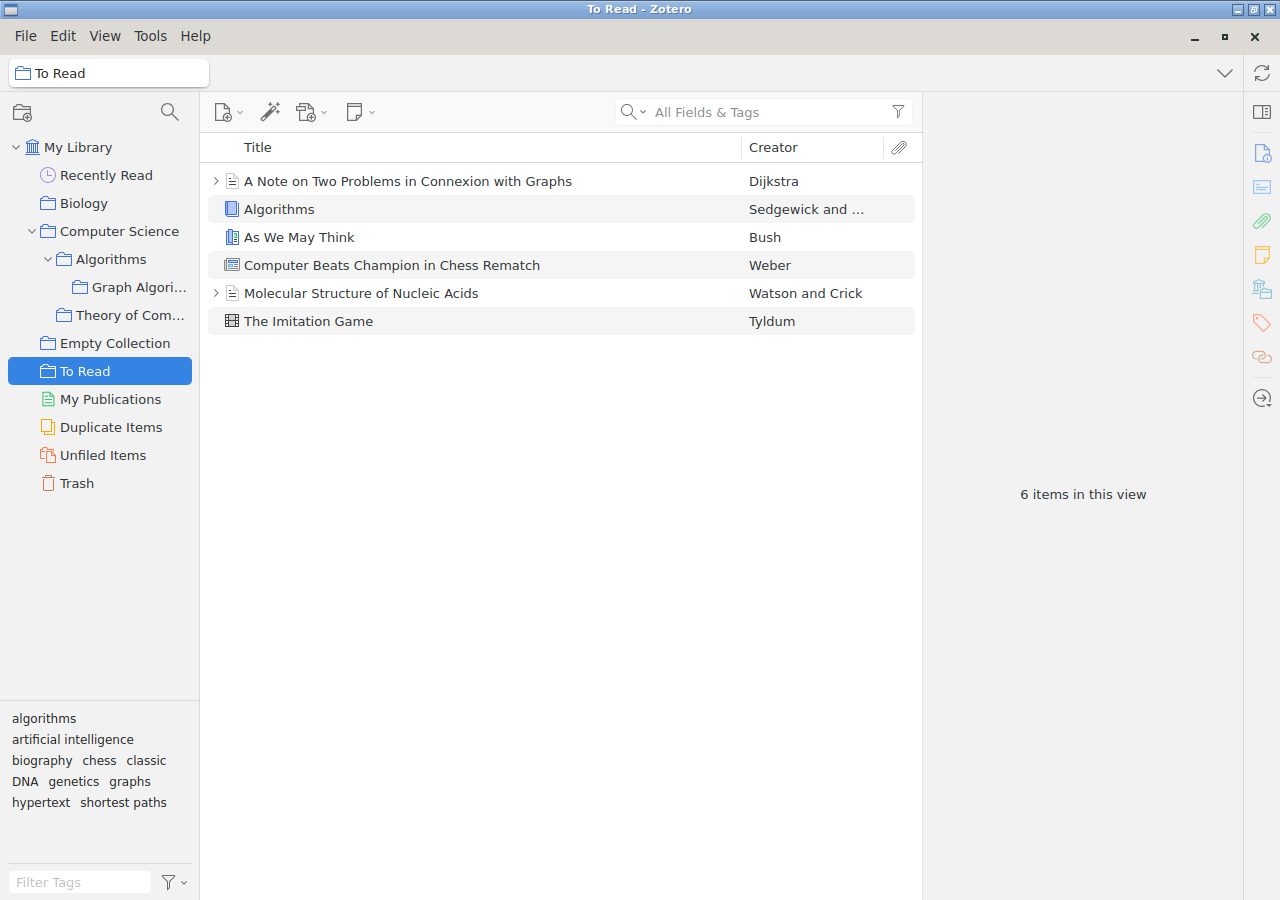 To Read - Zotero
File Edit View Tools Help
To Read
All Fields & Tags
My Library
Recently Read
Biology
Computer Science
Algorithms
Graph Algori...
Theory of Com...
Empty Collection
To Read
My Publications
Duplicate Items
Unfiled Items
Trash
Title Creator
A Note on Two Problems in Connexion with Graphs Dijkstra
Algorithms Sedgewick and ...
As We May Think Bush
Computer Beats Champion in Chess Rematch Weber
Molecular Structure of Nucleic Acids Watson and Crick
The Imitation Game Tyldum
6 items in this view
algorithms
artificial intelligence
biography chess classic
DNA genetics graphs
hypertext shortest paths
Filter Tags